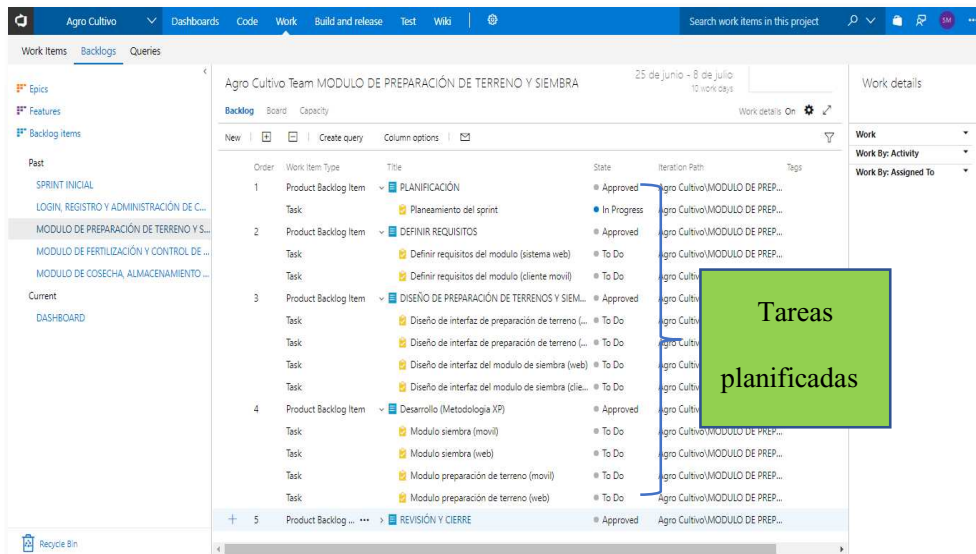 Agro Cultivo Dashboards Code Work Build and release Test Wiki Search work items in this project SM
Work Items Backlogs Queries
Epics
Features
Backlog items
Past
SPRINT INICIAL
LOGIN, REGISTRO Y ADMINISTRACIÓN DE C...
MODULO DE PREPARACIÓN DE TERRENO Y S...
MODULO DE FERTILIZACIÓN Y CONTROL DE ...
MODULO DE COSECHA, ALMACENAMIENTO ...
Current
DASHBOARD
Recycle Bin
Agro Cultivo Team MODULO DE PREPARACIÓN DE TERRENO Y SIEMBRA
25 de junio - 8 de julio
10 work days
Backlog Board Capacity
Work details On
New Create query Column options
Order Work Item Type Title State Iteration Path Tags
1 Product Backlog Item PLANIFICACIÓN Approved Agro Cultivo\MODULO DE PREP...
Task Planeamiento del sprint In Progress Agro Cultivo\MODULO DE PREP...
2 Product Backlog Item DEFINIR REQUISITOS Approved Agro Cultivo\MODULO DE PREP...
Task Definir requisitos del modulo (sistema web) To Do Agro Cultivo\MODULO DE PREP...
Task Definir requisitos del modulo (cliente movil) To Do Agro Cultiv
3 Product Backlog Item DISEÑO DE PREPARACIÓN DE TERRENOS Y SIEM... Approved Agro Cultiv
Task Diseño de interfaz de preparación de terreno (... To Do Agro Cultiv
Task Diseño de interfaz de preparación de terreno (... To Do Agro Cultiv
Task Diseño de interfaz del modulo de siembra (web) To Do Agro Cultiv
Task Diseño de interfaz del modulo de siembra (clie... To Do Agro Cultiv
4 Product Backlog Item Desarrollo (Metodologia XP) Approved Agro Cultiv
Task Modulo siembra (movil) To Do Agro Cultivo\MODULO DE PREP...
Task Modulo siembra (web) To Do Agro Cultivo\MODULO DE PREP...
Task Modulo preparación de terreno (movil) To Do Agro Cultivo\MODULO DE PREP...
Task Modulo preparación de terreno (web) To Do Agro Cultivo\MODULO DE PREP...
5 Product Backlog ... ••• REVISIÓN Y CIERRE Approved Agro Cultivo\MODULO DE PREP...
Tareas
planificadas
Work details
Work
Work By: Activity
Work By: Assigned To